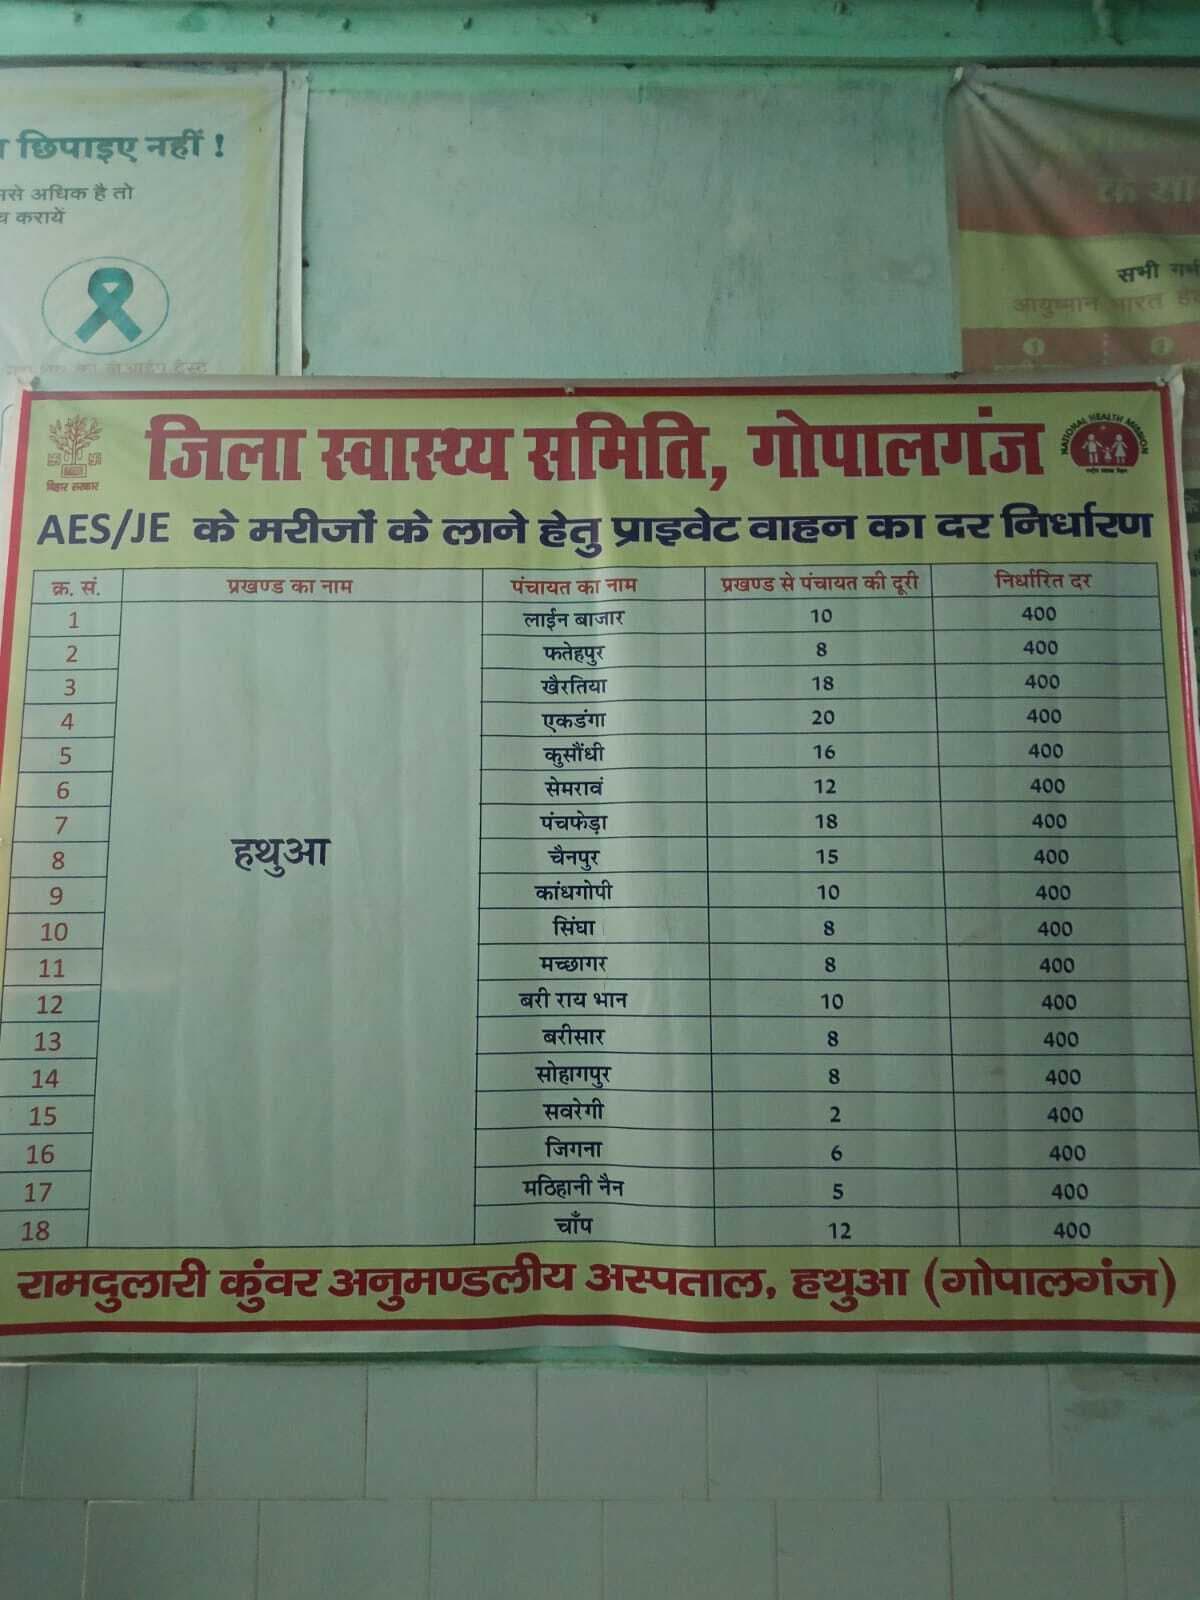 छिपाइए नहीं !
अधिक है तो
करायें
सभी
आयुष्मान भारत
जिला स्वास्थ्य समिति, गोपालगंज
बिहार सरकार
NATIONAL HEALTH MISSION
AES/JE के मरीजों के लाने हेतु प्राइवेट वाहन का दर निर्धारण
क्र. सं. प्रखण्ड का नाम पंचायत का नाम प्रखण्ड से पंचायत की दूरी निर्धारित दर
1 लाईन बाजार 10 400
2 फतेहपुर 8 400
3 खैरतिया 18 400
4 एकडंगा 20 400
5 कुसौंधी 16 400
6 सेमरावं 12 400
7 पंचफेड़ा 18 400
8 हथुआ चैनपुर 15 400
9 कांधगोपी 10 400
10 सिंघा 8 400
11 मच्छागर 8 400
12 बरी राय भान 10 400
13 बरीसार 8 400
14 सोहागपुर 8 400
15 सवरेगी 2 400
16 जिगना 6 400
17 मठिहानी नैन 5 400
18 चाँप 12 400
रामदुलारी कुंवर अनुमण्डलीय अस्पताल, हथुआ (गोपालगंज)